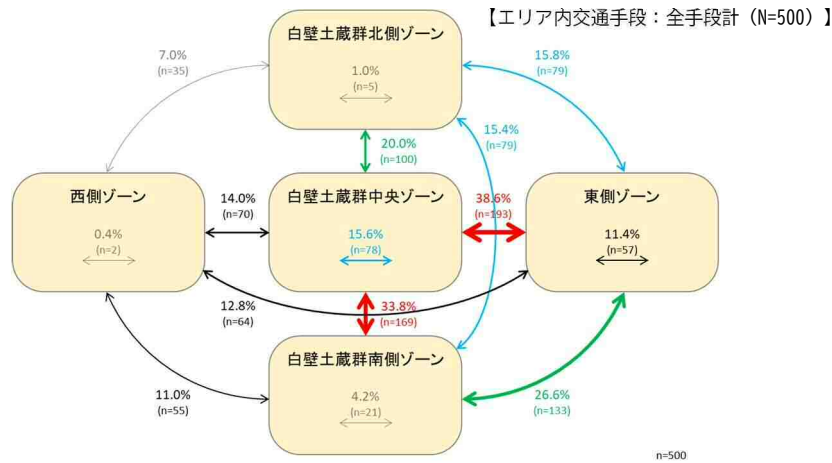 【エリア内交通手段：全手段計（N=500）】
白壁土蔵群北側ゾーン
1.0%
(n=5)
7.0%
(n=35)
15.8%
(n=79)
15.4%
(n=79)
20.0%
(n=100)
西側ゾーン
0.4%
(n=2)
14.0%
(n=70)
白壁土蔵群中央ゾーン
15.6%
(n=78)
38.6%
(n=193)
東側ゾーン
11.4%
(n=57)
12.8%
(n=64)
33.8%
(n=169)
白壁土蔵群南側ゾーン
4.2%
(n=21)
11.0%
(n=55)
26.6%
(n=133)
n=500